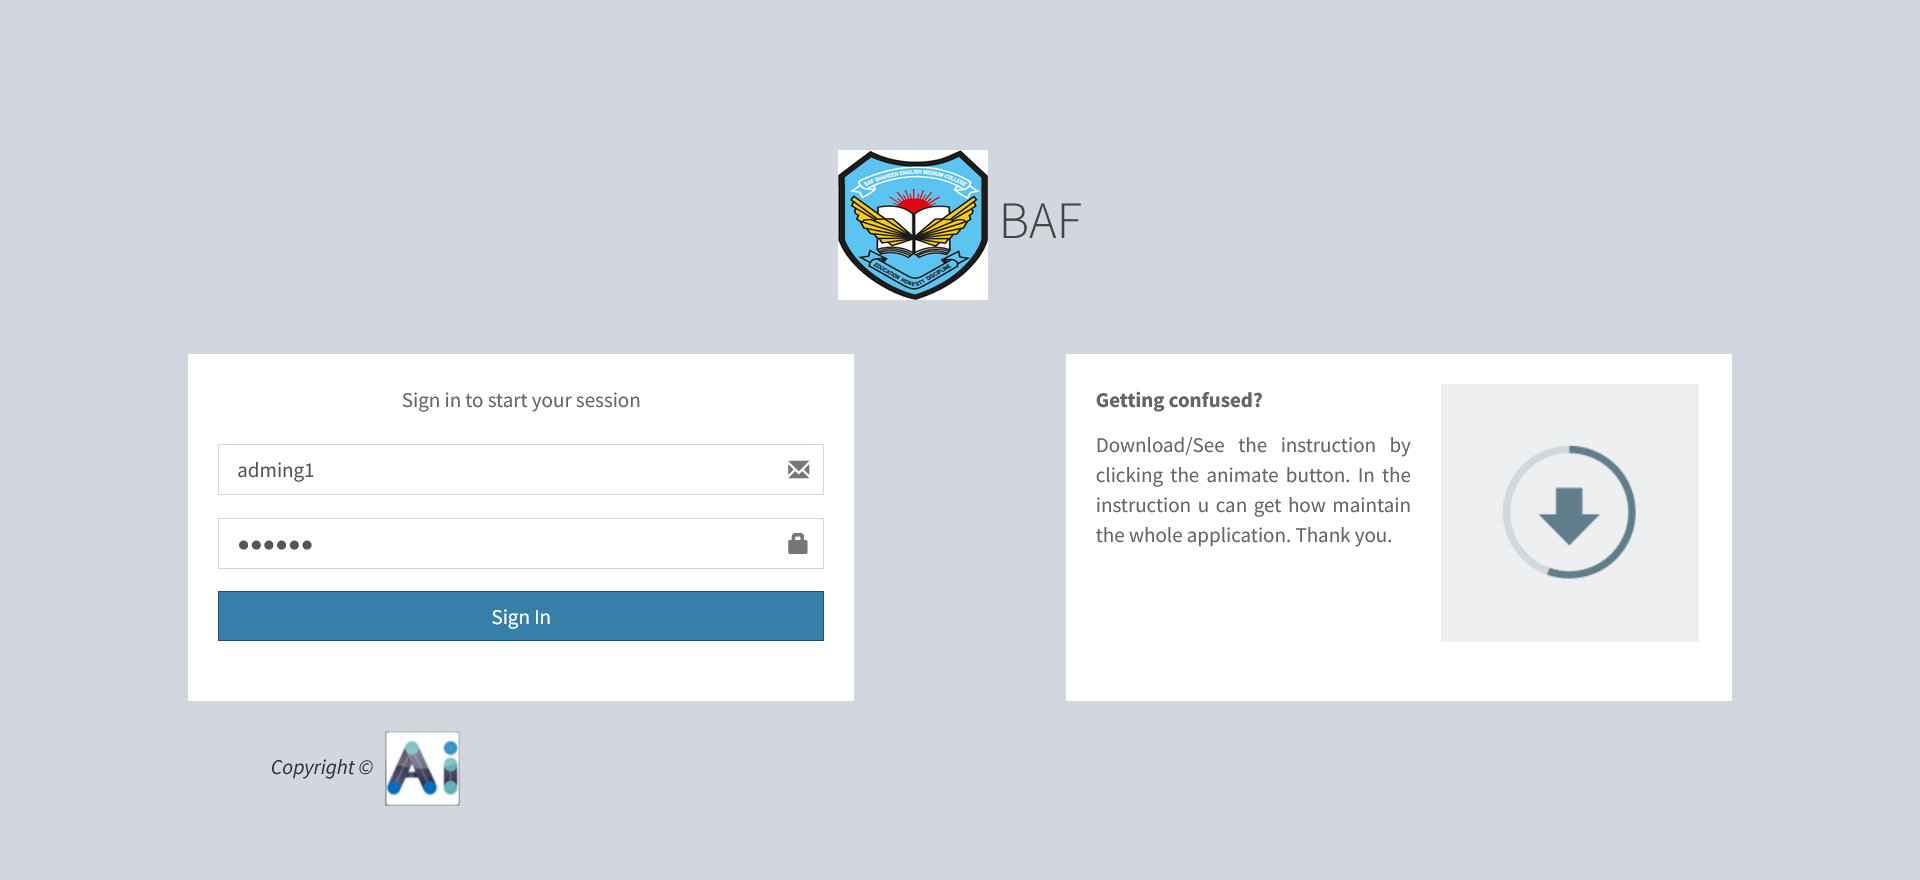 BAF SHAHEEN ENGLISH MEDIUM COLLEGE
EDUCATION HONESTY DISCIPLINE
BAF
Sign in to start your session
adming1
••••••
Sign In
Getting confused?
Download/See the instruction by
clicking the animate button. In the
instruction u can get how maintain
the whole application. Thank you.
Copyright © Ai